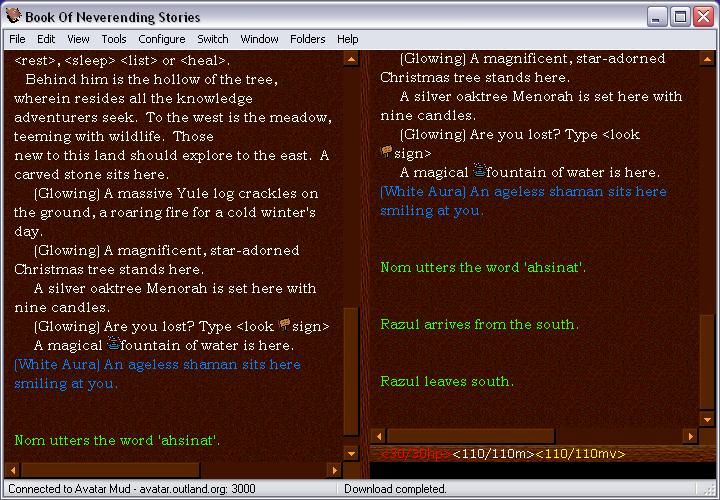 Book Of Neverending Stories
File Edit View Tools Configure Switch Window Folders Help
<rest>, <sleep> <list> or <heal>.
Behind him is the hollow of the tree,
wherein resides all the knowledge
adventurers seek. To the west is the meadow,
teeming with wildlife. Those
new to this land should explore to the east. A
carved stone sits here.
(Glowing) A massive Yule log crackles on
the ground, a roaring fire for a cold winter's
day.
(Glowing) A magnificent, star-adorned
Christmas tree stands here.
A silver oaktree Menorah is set here with
nine candles.
(Glowing) Are you lost? Type <look sign>
A magical fountain of water is here.
(White Aura) An ageless shaman sits here
smiling at you.
Nom utters the word 'ahsinat'.
(Glowing) A magnificent, star-adorned
Christmas tree stands here.
A silver oaktree Menorah is set here with
nine candles.
(Glowing) Are you lost? Type <look
sign>
A magical fountain of water is here.
(White Aura) An ageless shaman sits here
smiling at you.
Nom utters the word 'ahsinat'.
Razul arrives from the south.
Razul leaves south.
<30/30hp><110/110m><110/110mv>
Connected to Avatar Mud - avatar.outland.org: 3000
Download completed.